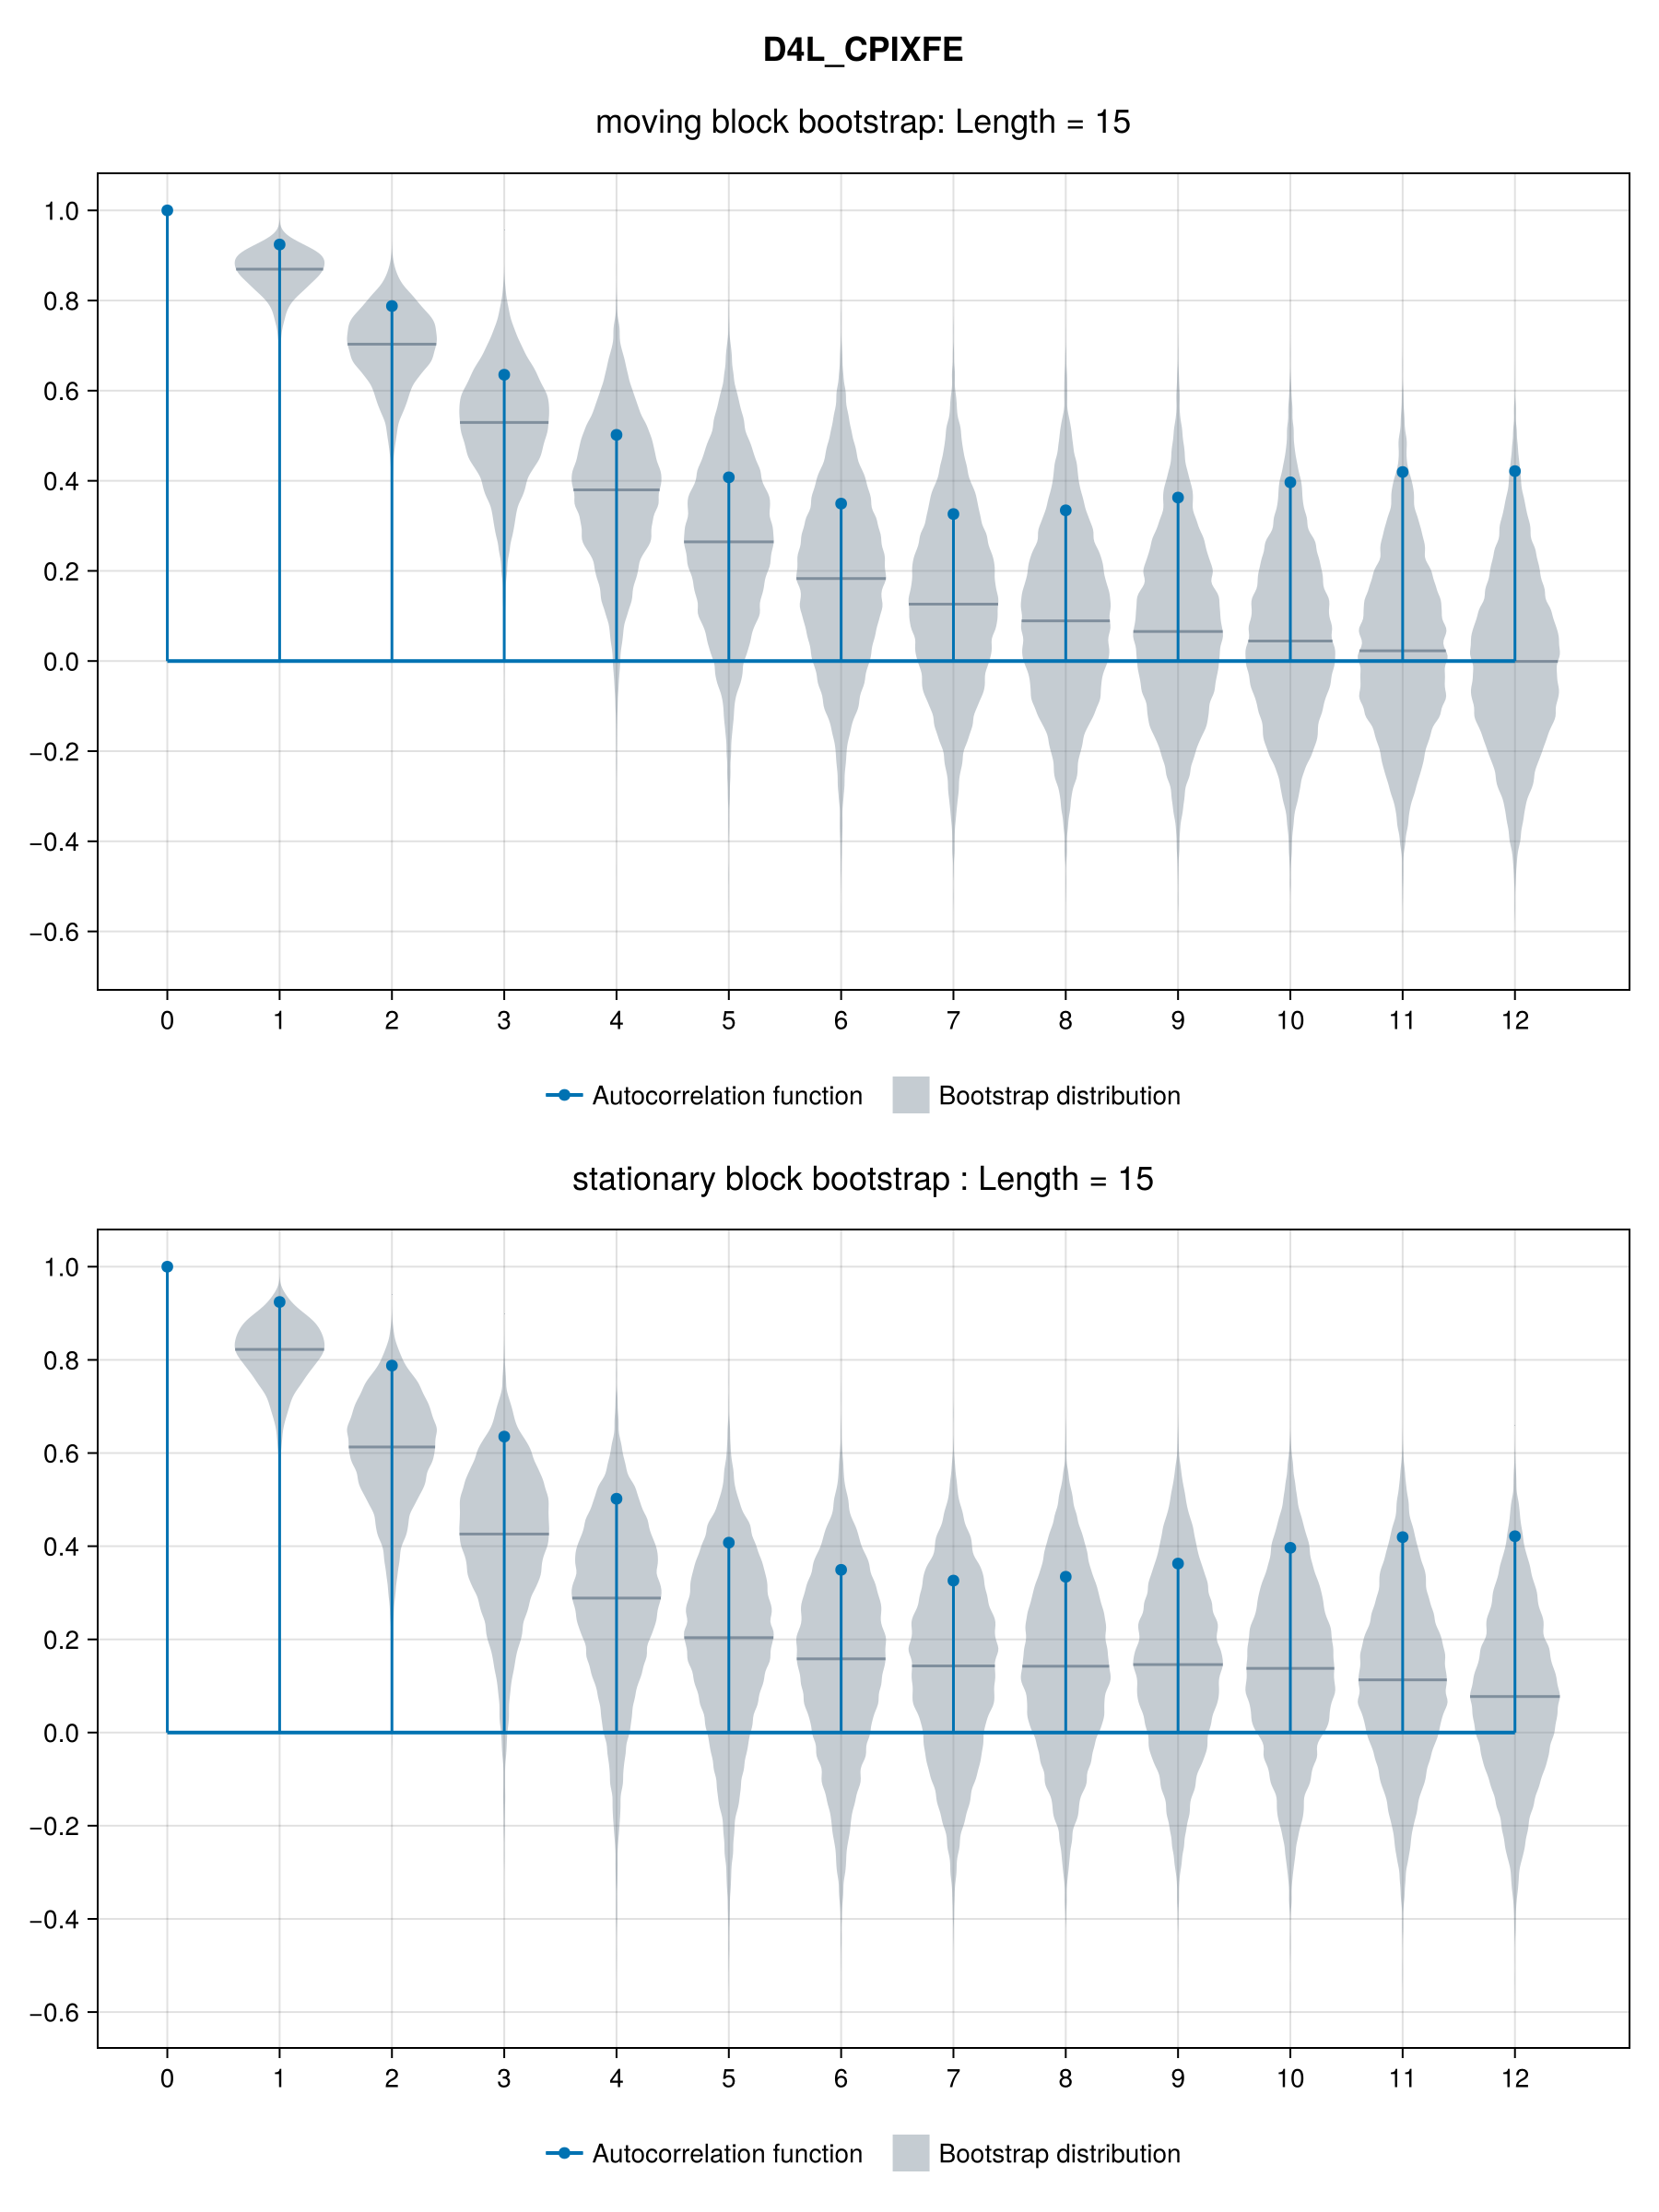 D4L_CPIXFE
moving block bootstrap: Length = 15
1.0
0.8
0.6
0.4
0.2
0.0
−0.2
−0.4
−0.6
0 1 2 3 4 5 6 7 8 9 10 11 12
Autocorrelation function Bootstrap distribution
stationary block bootstrap : Length = 15
1.0
0.8
0.6
0.4
0.2
0.0
−0.2
−0.4
−0.6
0 1 2 3 4 5 6 7 8 9 10 11 12
Autocorrelation function Bootstrap distribution